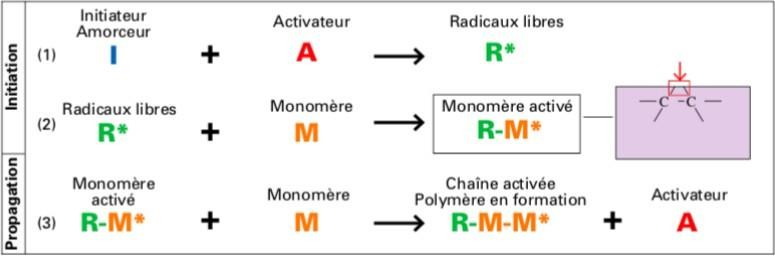 Initiation
Initiateur
Amorceur
Activateur
Radicaux libres
(1) I + A → R*
Radicaux libres
Monomère
Monomère activé
(2) R* + M → R-M*
—C -C—
Propagation
Monomère
activé
Monomère
Chaîne activée
Polymère en formation
Activateur
(3) R-M* + M → R-M-M* + A